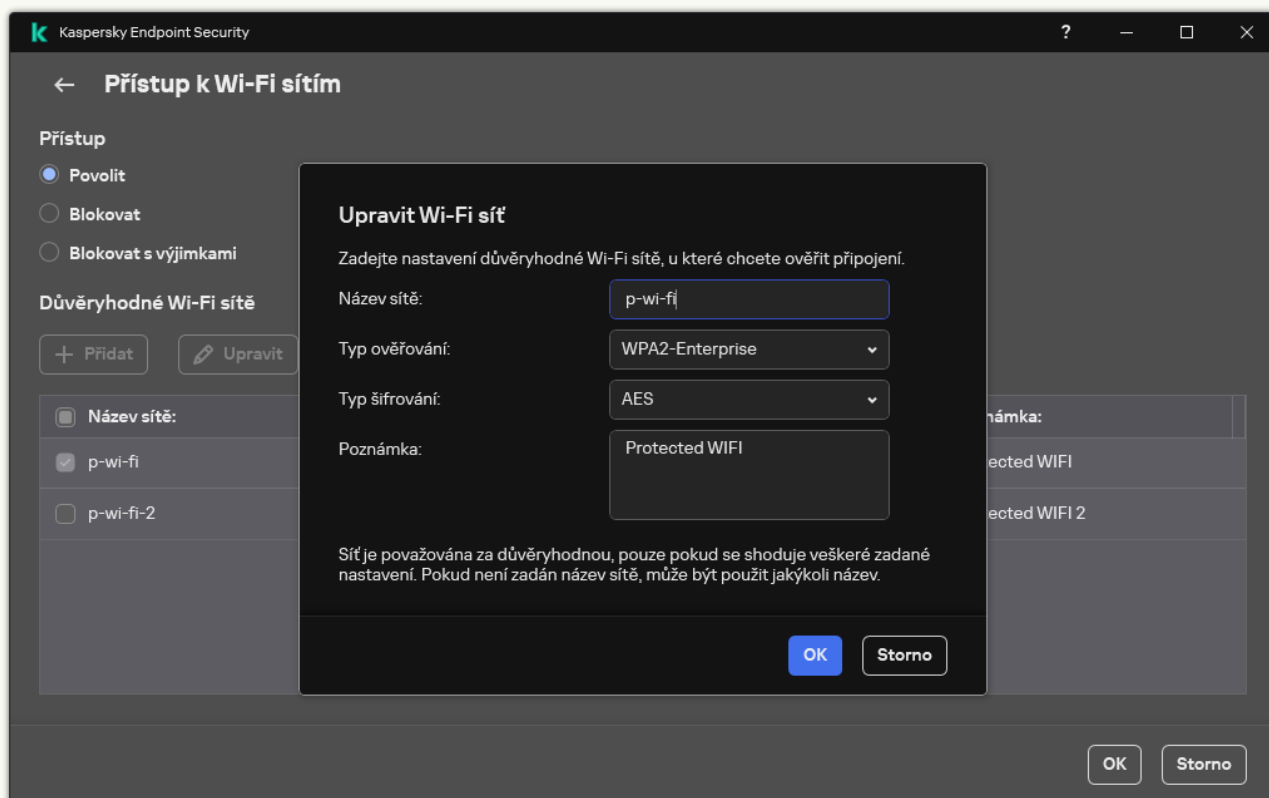 Kaspersky Endpoint Security
?
Přístup k Wi-Fi sítím
Přístup
Povolit
Blokovat
Blokovat s výjimkami
Důvěryhodné Wi-Fi sítě
Přidat
Upravit
Název sítě:
p-wi-fi
p-wi-fi-2
Upravit Wi-Fi síť
Zadejte nastavení důvěryhodné Wi-Fi sítě, u které chcete ověřit připojení.
Název sítě: p-wi-fi
Typ ověřování: WPA2-Enterprise
Typ šifrování: AES
Poznámka: Protected WIFI
Síť je považována za důvěryhodnou, pouze pokud se shoduje veškeré zadané
nastavení. Pokud není zadán název sítě, může být použit jakýkoli název.
OK Storno
námka:
ected WIFI
ected WIFI 2
OK Storno